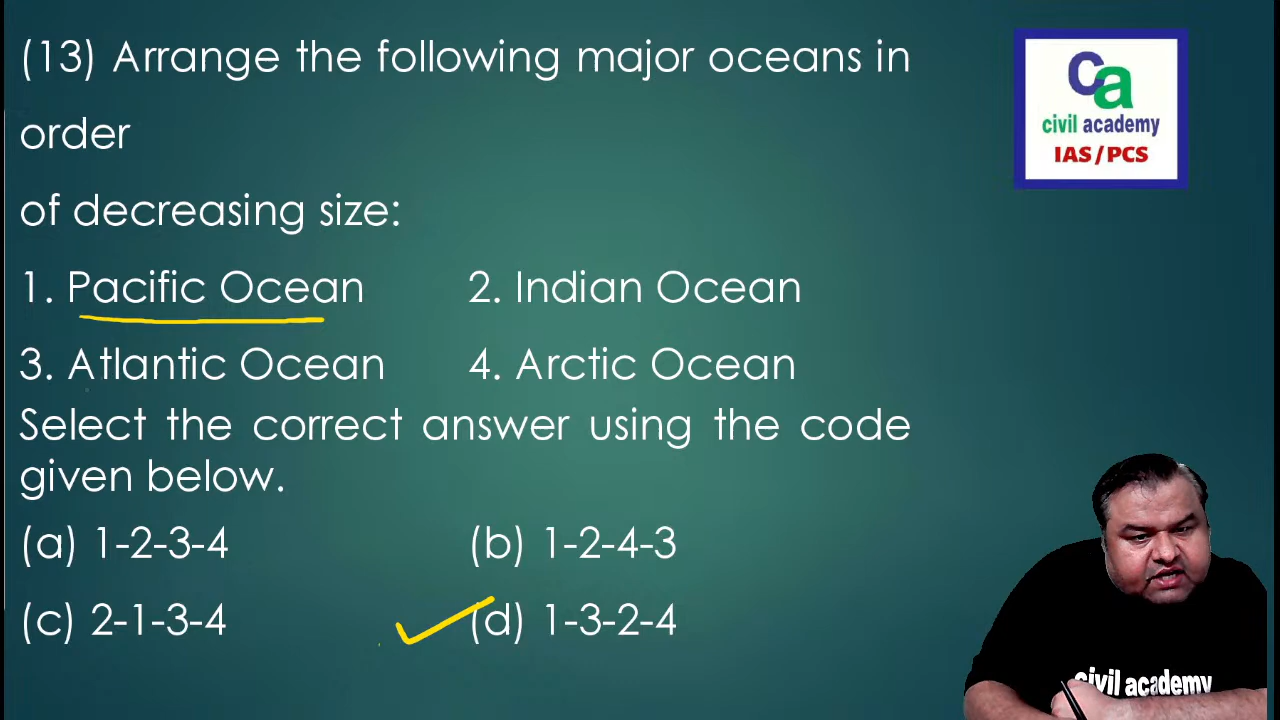 (13) Arrange the following major oceans in
order
of decreasing size:
1. Pacific Ocean 2. Indian Ocean
3. Atlantic Ocean 4. Arctic Ocean
Select the correct answer using the code
given below.
(a) 1-2-3-4 (b) 1-2-4-3
(c) 2-1-3-4 (d) 1-3-2-4
ca
civil academy
IAS/PCS
civil academy